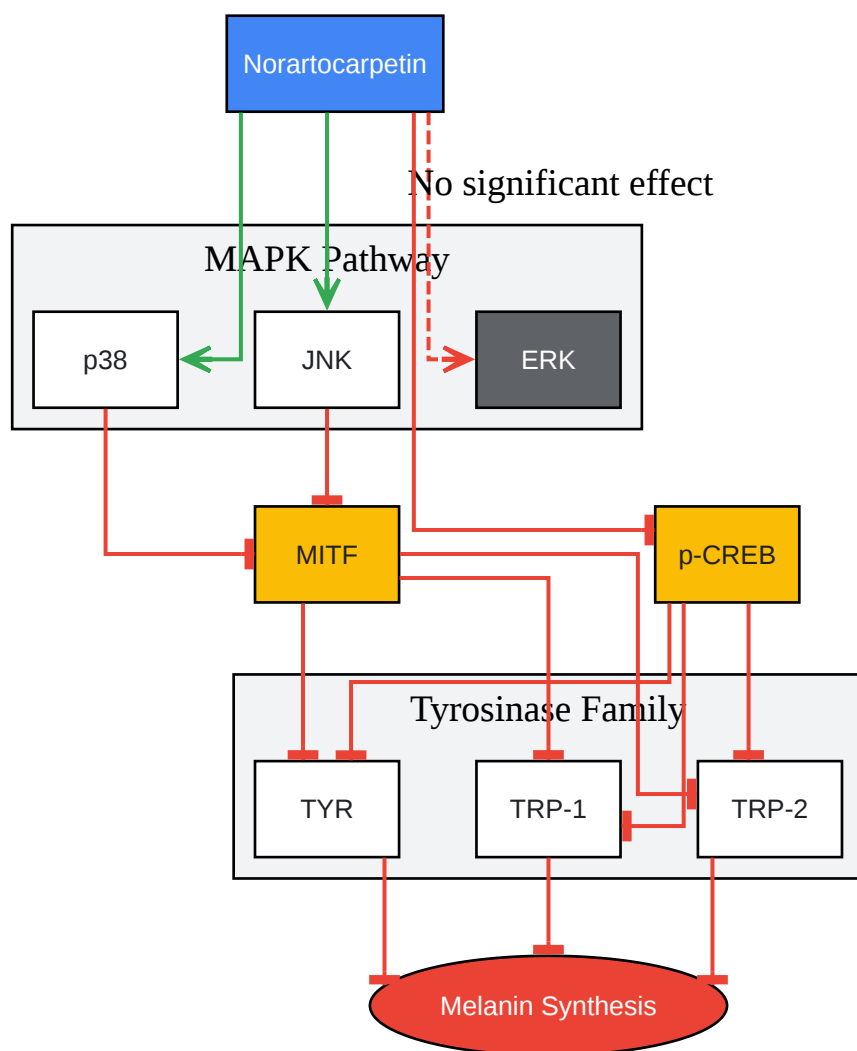 Norartocarpetin
No significant effect
MAPK Pathway
p38
JNK
ERK
MITF
p-CREB
Tyrosinase Family
TYR
TRP-1
TRP-2
Melanin Synthesis